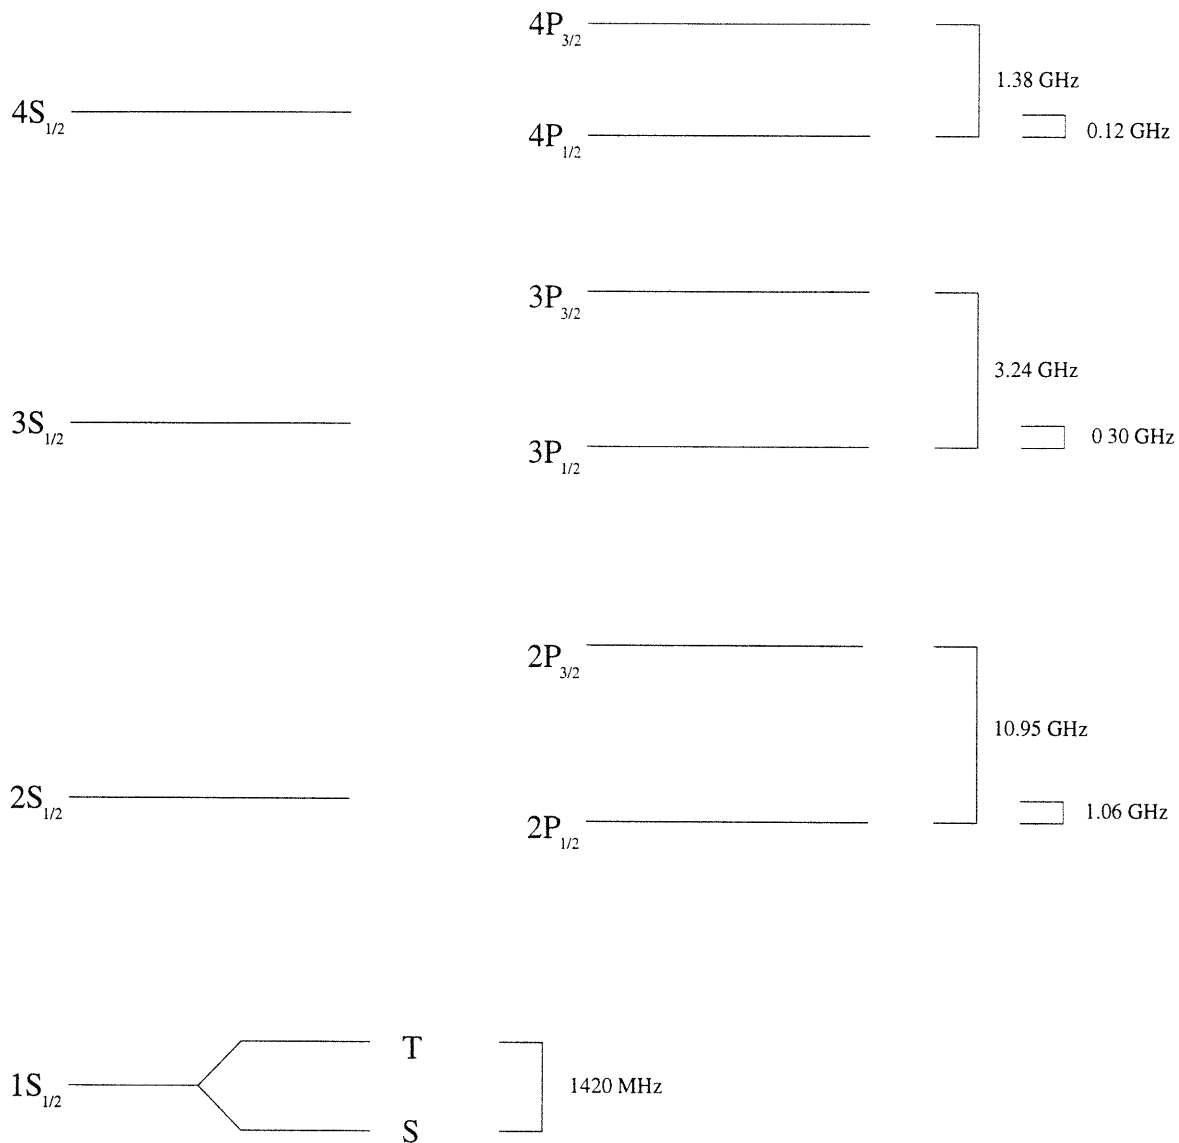 4P3/2
1.38 GHz
4S1/2
4P1/2
0.12 GHz
3P3/2
3.24 GHz
3S1/2
3P1/2
0 30 GHz
2P3/2
10.95 GHz
2S1/2
2P1/2
1.06 GHz
T
1S1/2
1420 MHz
S